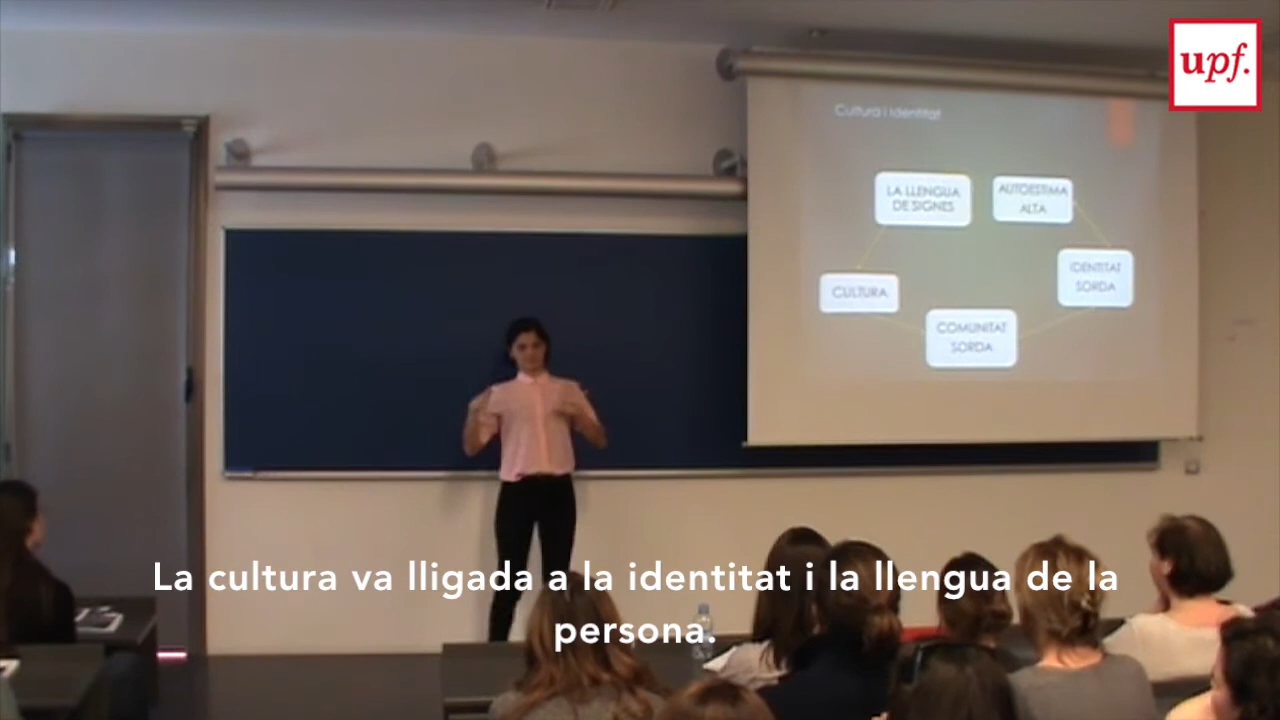 upf.
Cultura i Identitat
LA LLENGUA
DE SIGNES
AUTOESTIMA
ALTA
IDENTITAT
SORDA
CULTURA
COMUNITAT
SORDA
La cultura va lligada a la identitat i la llengua de la
persona.